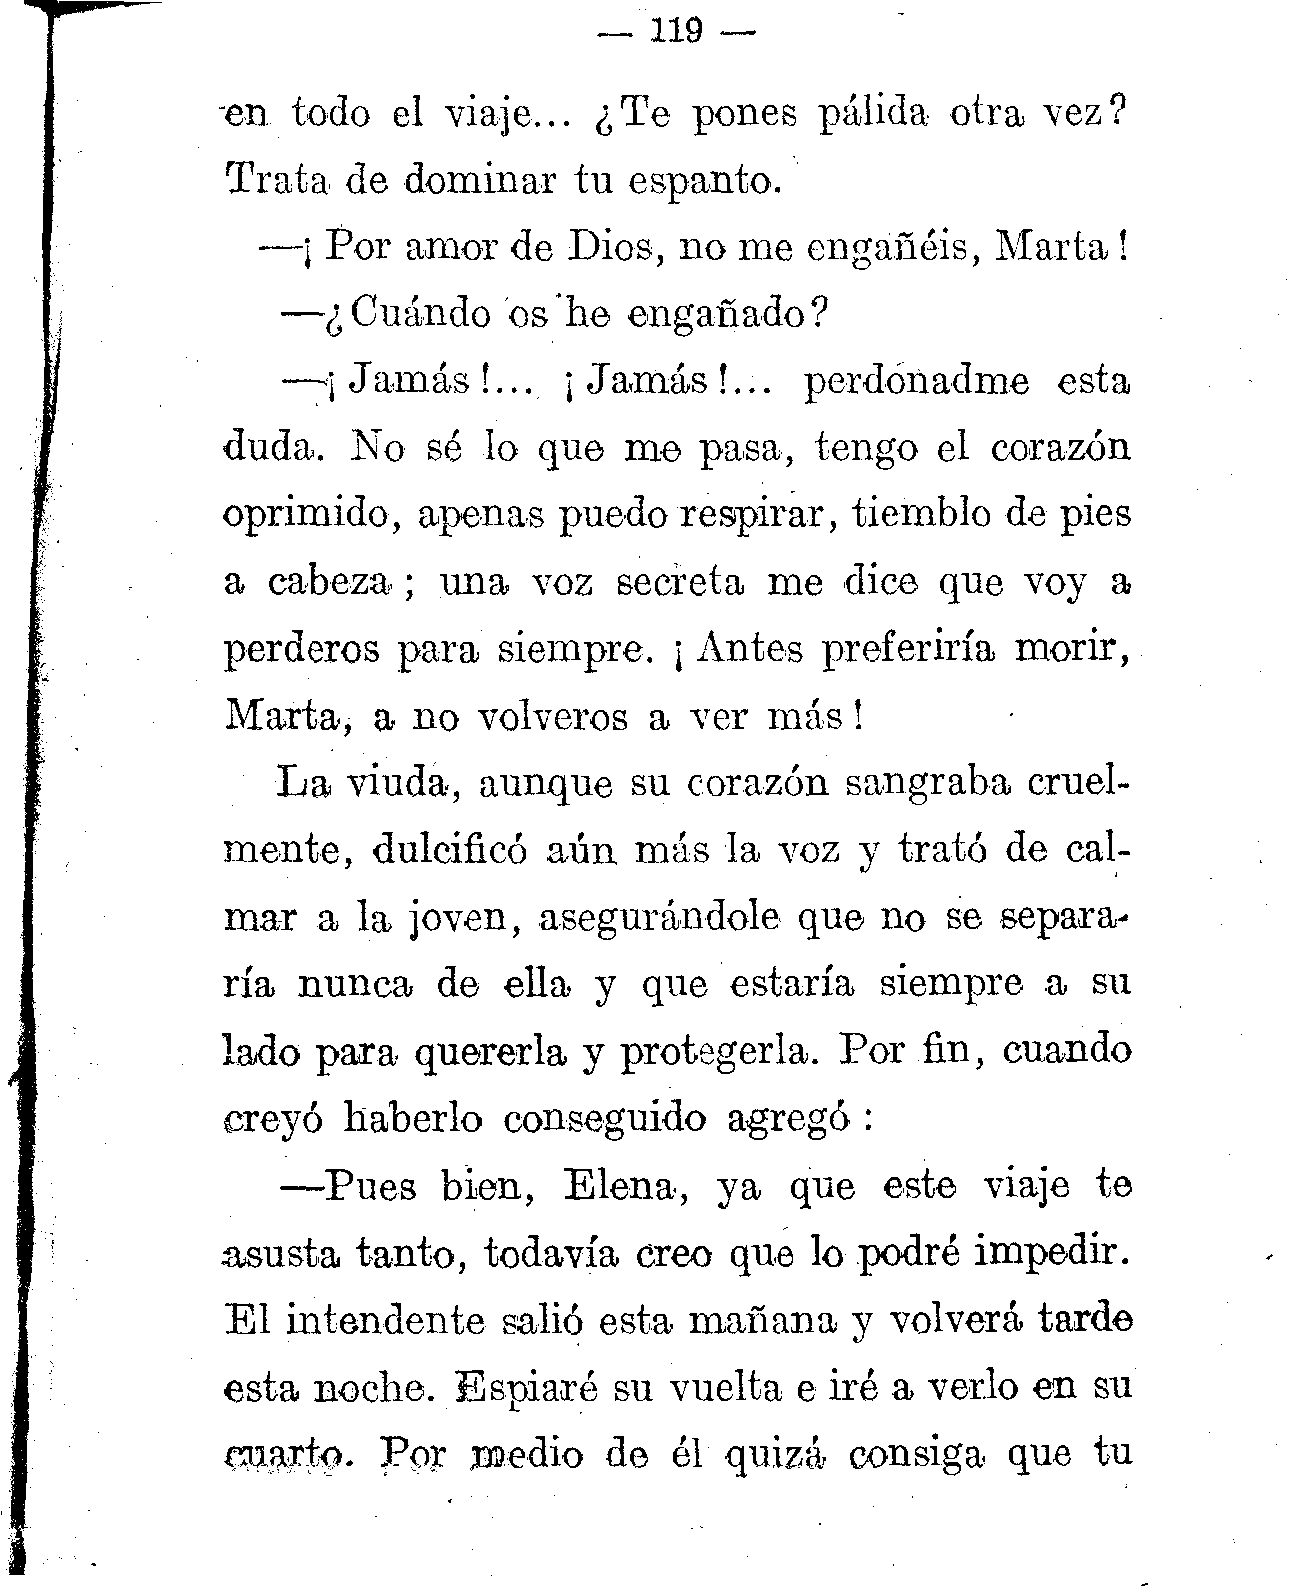 — 119 —
en todo el viaje... ¿Te pones pálida otra vez?
Trata de dominar tu espanto.
—¡Por amor de Dios, no me engañéis, Marta!
—¿Cuándo os he engañado?
—¡Jamás!... ¡Jamás!... perdonadme esta
duda. No sé lo que me pasa, tengo el corazón
oprimido, apenas puedo respirar, tiemblo de pies
a cabeza; una voz secreta me dice que voy a
perderos para siempre. ¡Antes preferiría morir,
Marta, a no volveros a ver más!
La viuda, aunque su corazón sangraba cruel-
mente, dulcificó aún más la voz y trató de cal-
mar a la joven, asegurándole que no se separa-
ría nunca de ella y que estaría siempre a su
lado para quererla y protegerla. Por fin, cuando
creyó haberlo conseguido agregó:
—Pues bien, Elena, ya que este viaje te
asusta tanto, todavía creo que lo podré impedir.
El intendente salió esta mañana y volverá tarde
esta noche. Espiaré su vuelta e iré a verlo en su
cuarto. Por medio de él quizá consiga que tu